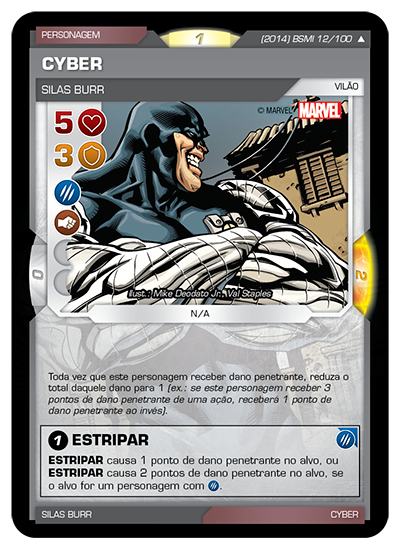 PERSONAGEM
1
(2014) BSMI 12/100 ▲
CYBER
SILAS BURR
VILÃO
© MARVEL MARVEL
5
3
0
2
Ilust.: Mike Deodato Jr., Val Staples
N/A
Toda vez que este personagem receber dano penetrante, reduza o
total daquele dano para 1 (ex.: se este personagem receber 3
pontos de dano penetrante de uma ação, receberá 1 ponto de
dano penetrante ao invés).
1 ESTRIPAR
ESTRIPAR causa 1 ponto de dano penetrante no alvo, ou
ESTRIPAR causa 2 pontos de dano penetrante no alvo, se
o alvo for um personagem com .
SILAS BURR
CYBER